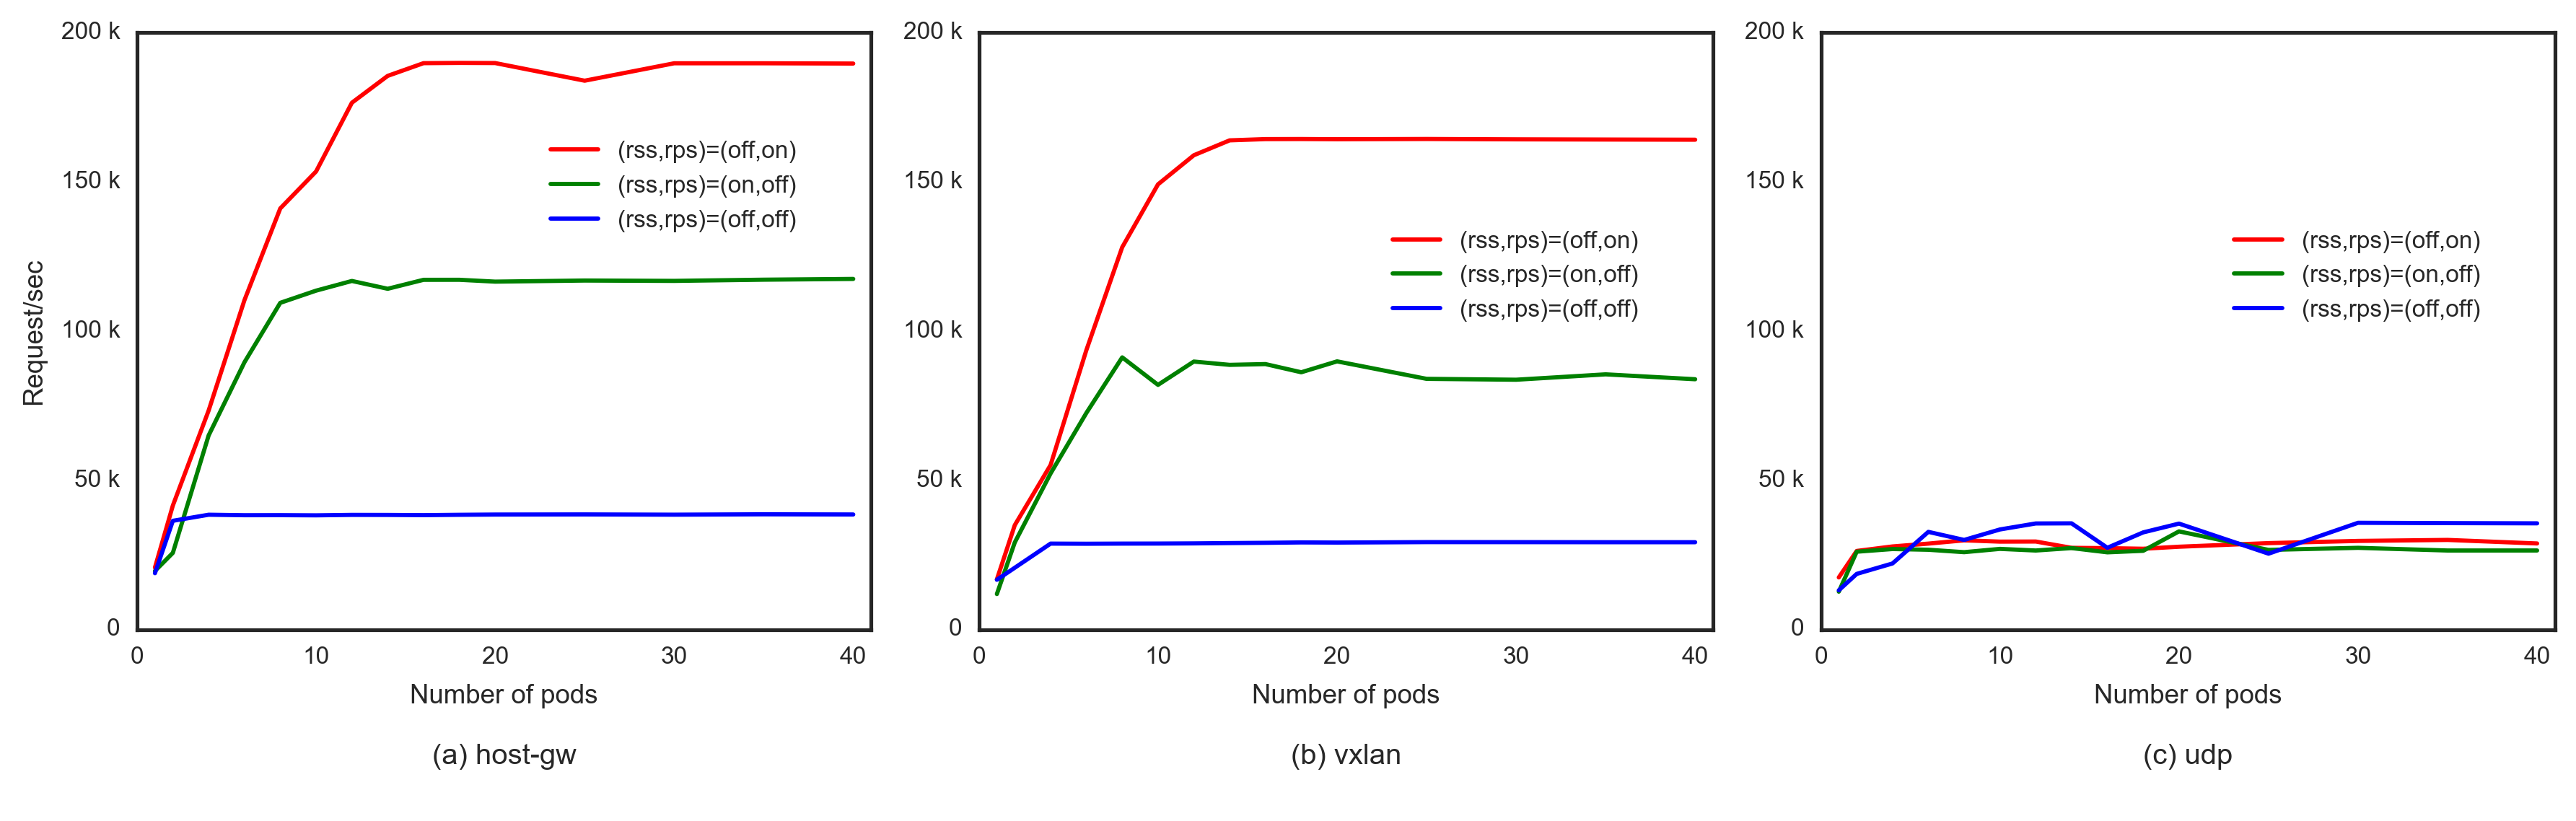 Request/sec
200 k
150 k
100 k
50 k
0
(rss,rps)=(off,on)
(rss,rps)=(on,off)
(rss,rps)=(off,off)
0 10 20 30 40
Number of pods
(a) host-gw
200 k
150 k
100 k
50 k
0
(rss,rps)=(off,on)
(rss,rps)=(on,off)
(rss,rps)=(off,off)
0 10 20 30 40
Number of pods
(b) vxlan
200 k
150 k
100 k
50 k
0
(rss,rps)=(off,on)
(rss,rps)=(on,off)
(rss,rps)=(off,off)
0 10 20 30 40
Number of pods
(c) udp